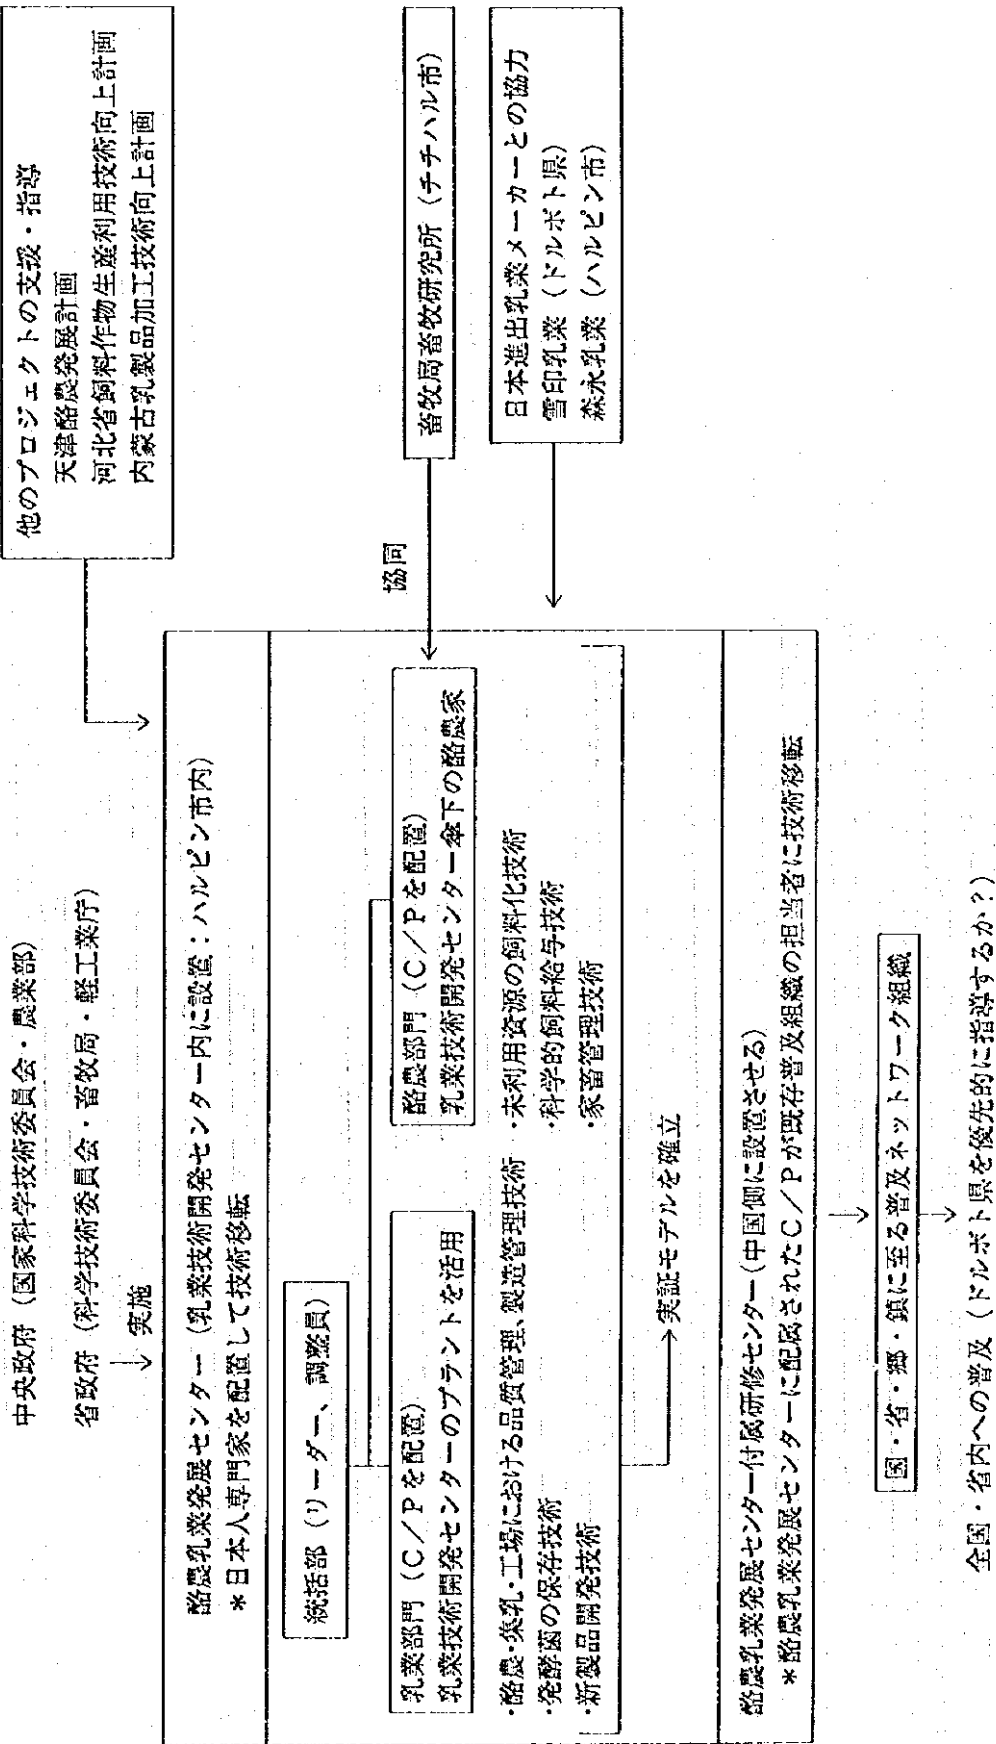 中央政府（国家科学技術委員会・農業部）
省政府（科学技術委員会・畜牧局・軽工業庁）
実施
他のプロジェクトの支援・指導
天津酪農発展計画
河北省飼料作物生産利用技術向上計画
内蒙古乳製品加工技術向上計画
酪農乳業発展センター（乳業技術開発センター内に設置：ハルピン市内）
＊日本人専門家を配置して技術移転
統括部（リーダー、調整員）
乳業部門（C／Pを配置）
乳業技術開発センターのプラントを活用
・酪農・集乳・工場における品質管理、製造管理技術
・発酵菌の保存技術
・新製品開発技術
酪農部門（C／Pを配置）
乳業技術開発センター傘下の酪農家
・未利用資源の飼料化技術
・科学的飼料給与技術
・家畜管理技術
協同
畜牧局畜牧研究所（チチハル市）
日本進出乳業メーカーとの協力
雪印乳業（ドルボト県）
森永乳業（ハルピン市）
実証モデルを確立
酪農乳業発展センター付属研修センター（中国側に設置させる）
＊酪農乳業発展センターに配属されたC／Pが既存普及組織の担当者に技術移転
国・省・郷・鎮に至る普及ネットワーク組織
全国・省内への普及（ドルボト県を優先的に指導するか？）